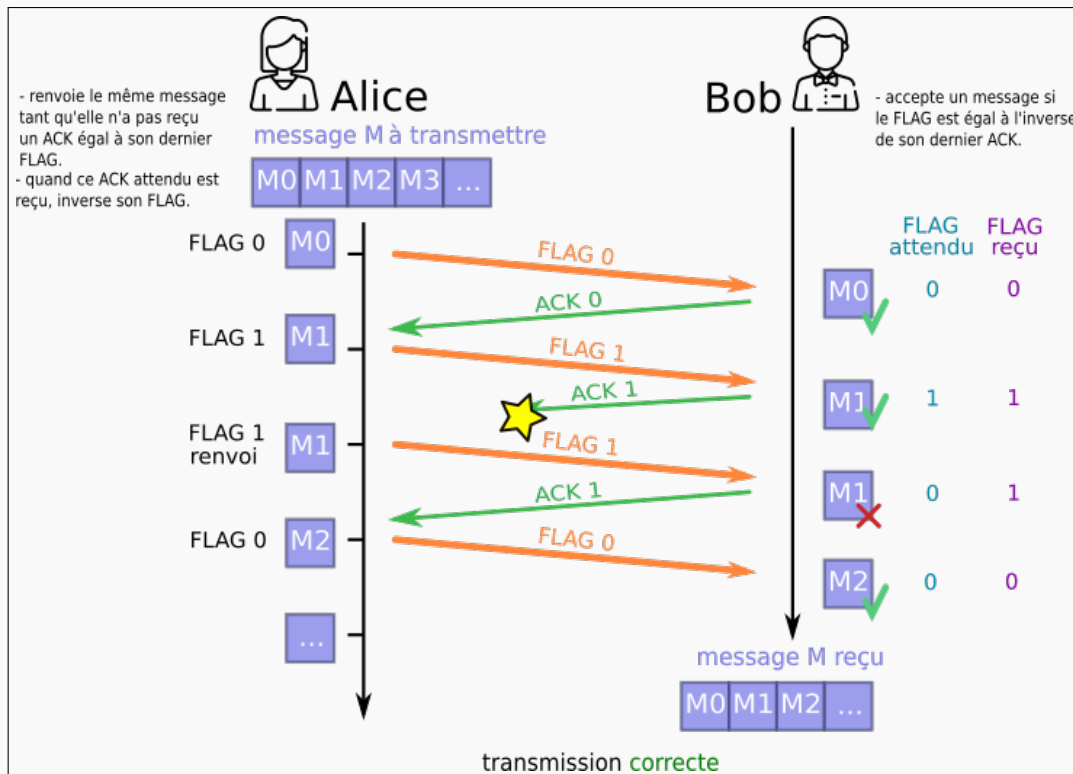 Alice
Bob
- renvoie le même message
tant qu'elle n'a pas reçu
un ACK égal à son dernier
FLAG.
- quand ce ACK attendu est
reçu, inverse son FLAG.
- accepte un message si
le FLAG est égal à l'inverse
de son dernier ACK.
message M à transmettre
M0 M1 M2 M3 ...
FLAG attendu
FLAG reçu
FLAG 0
M0
FLAG 0
M0 0 0
ACK 0
FLAG 1
M1
FLAG 1
M1 1 1
ACK 1
FLAG 1
renvoi
M1
FLAG 1
M1 0 1
ACK 1
FLAG 0
M2
FLAG 0
M2 0 0
...
message M reçu
M0 M1 M2 ...
transmission correcte